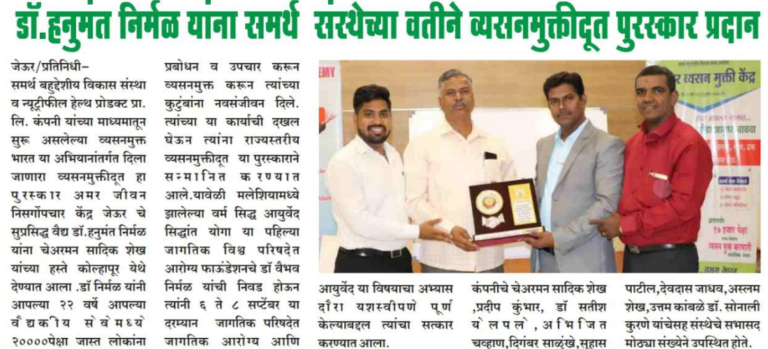 डॉ.हनुमंत निर्मळ यांना समर्थ संस्थेच्या वतीने व्यसनमुक्तीदूत पुरस्कार प्रदान
जेऊर/प्रतिनिधी-
समर्थ बहुद्देशीय विकास संस्था
व न्यूट्रीफील हेल्थ प्रोडक्ट प्रा.
लि. कंपनी यांच्या माध्यमातून
सुरू असलेल्या व्यसनमुक्त
भारत या अभियानांतर्गत दिला
जाणारा व्यसनमुक्तीदूत हा
पुरस्कार अमर जीवन
निसर्गोपचार केंद्र जेऊर चे
सुप्रसिद्ध वैद्य डॉ.हनुमंत निर्मळ
यांना चेअरमन सादिक शेख
यांच्या हस्ते कोल्हापूर येथे
देण्यात आला .डॉ निर्मळ यांनी
आपल्या २२ वर्षे आपल्या
वैद्यकीय सेवेमध्ये
२००००पेक्षा जास्त लोकांना
प्रबोधन व उपचार करून
व्यसनमुक्त करून त्यांच्या
कुटुंबांना नवसंजीवन दिले.
त्यांच्या या कार्याची दखल
घेऊन त्यांना राज्यस्तरीय
व्यसनमुक्तीदूत या पुरस्काराने
सन्मानित करण्यात
आले.यावेळी मलेशियामध्ये
झालेल्या वर्म सिद्ध आयुर्वेद
सिद्धांत योगा या पहिल्या
जागतिक विश्व परिषदेत
आरोग्य फाऊंडेशनचे डॉ वैभव
निर्मळ यांची निवड होऊन
त्यांनी ६ ते ८ सप्टेंबर या
दरम्यान जागतिक परिषदेत
जागतिक आरोग्य आणि
EMY
र व्यसन मुक्ती केंद्र
आयुर्वेद या विषयाचा अभ्यास
दौरा यशस्वीपणे पूर्ण
केल्याबद्दल त्यांचा सत्कार
करण्यात आला.
कंपनीचे चेअरमन सादिक शेख
,प्रदीप कुंभार, डॉ सतीश
येलपले,अभिजित
चव्हाण,दिगंबर साळुंखे,सुहास
पाटील,देवदास जाधव,अस्लम
शेख,उत्तम कांबळे डॉ. सोनाली
कुरणे यांचेसह संस्थेचे सभासद
मोठ्या संख्येने उपस्थित होते.